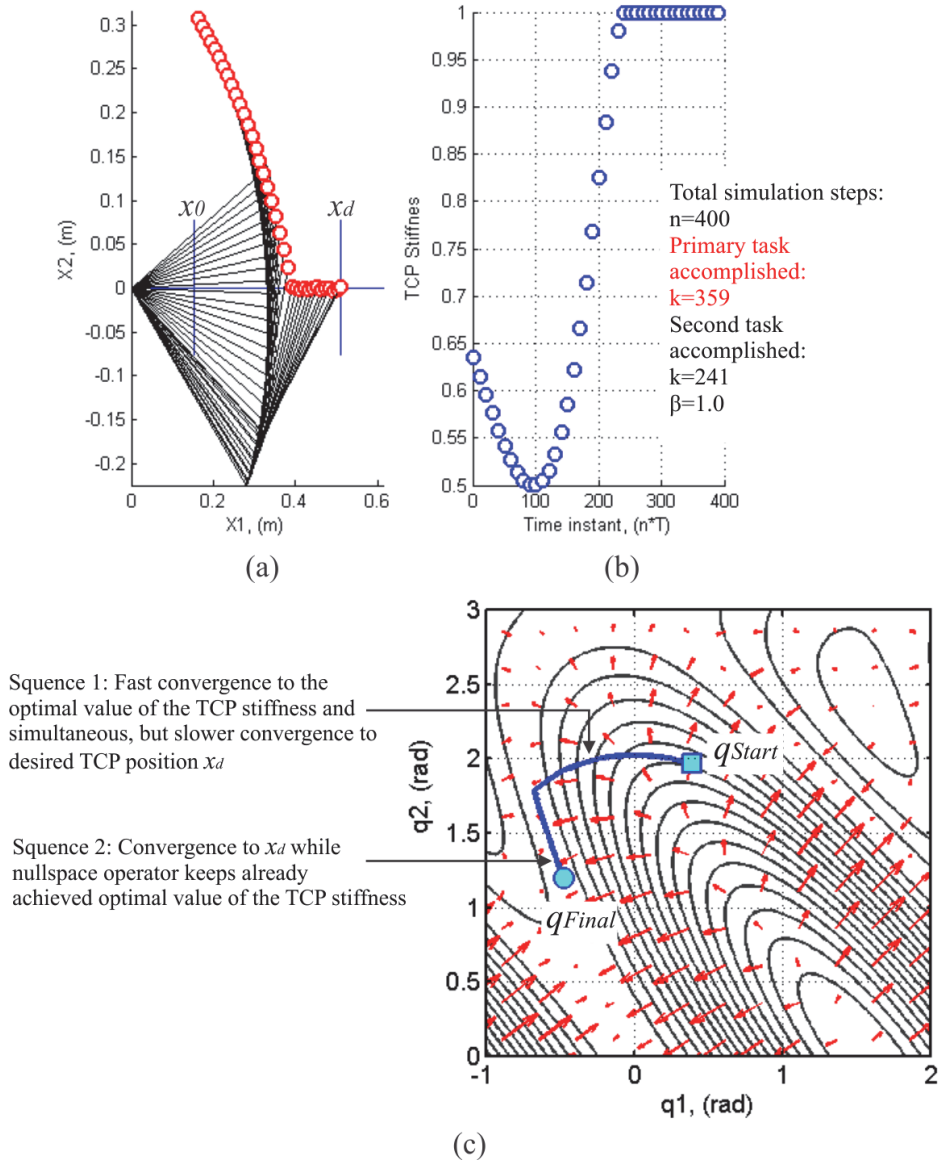 0.3
0.25
0.2
0.15
0.1
0.05
0
-0.05
-0.1
-0.15
-0.2
X2, (m)
x0
xd
0
0.2
0.4
0.6
X1, (m)
(a)
1
0.95
0.9
0.85
0.8
0.75
0.7
0.65
0.6
0.55
0.5
TCP Stiffnes
0
100
200
300
400
Time instant, (n*T)
(b)
Total simulation steps:
n=400
Primary task
accomplished:
k=359
Second task
accomplished:
k=241
β=1.0
Squence 1: Fast convergence to the
optimal value of the TCP stiffness and
simultaneous, but slower convergence to
desired TCP position xd
Squence 2: Convergence to xd while
nullspace operator keeps already
achieved optimal value of the TCP stiffness
3
2.5
2
1.5
1
0.5
0
q2, (rad)
qStart
qFinal
-1
0
1
2
q1, (rad)
(c)